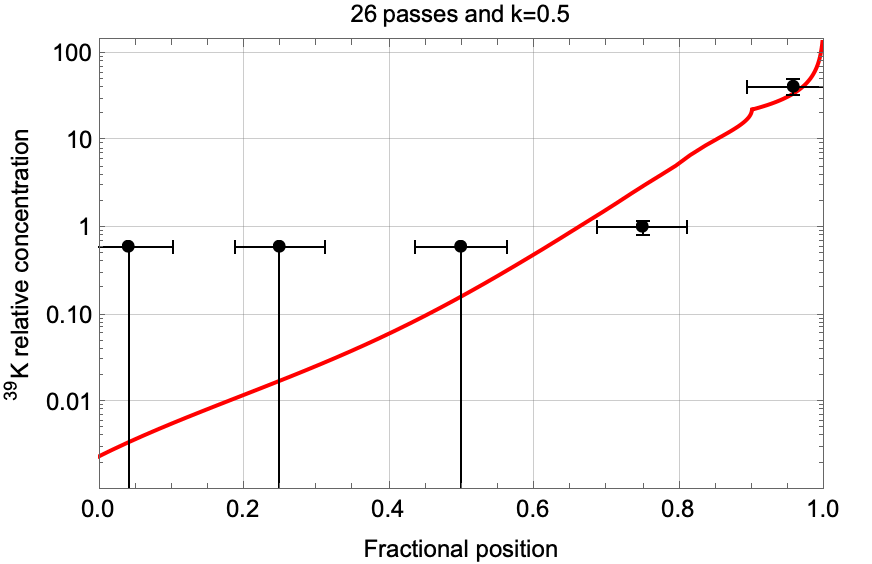 26 passes and k=0.5
100
10
1
0.10
0.01
³⁹K relative concentration
0.0 0.2 0.4 0.6 0.8 1.0
Fractional position